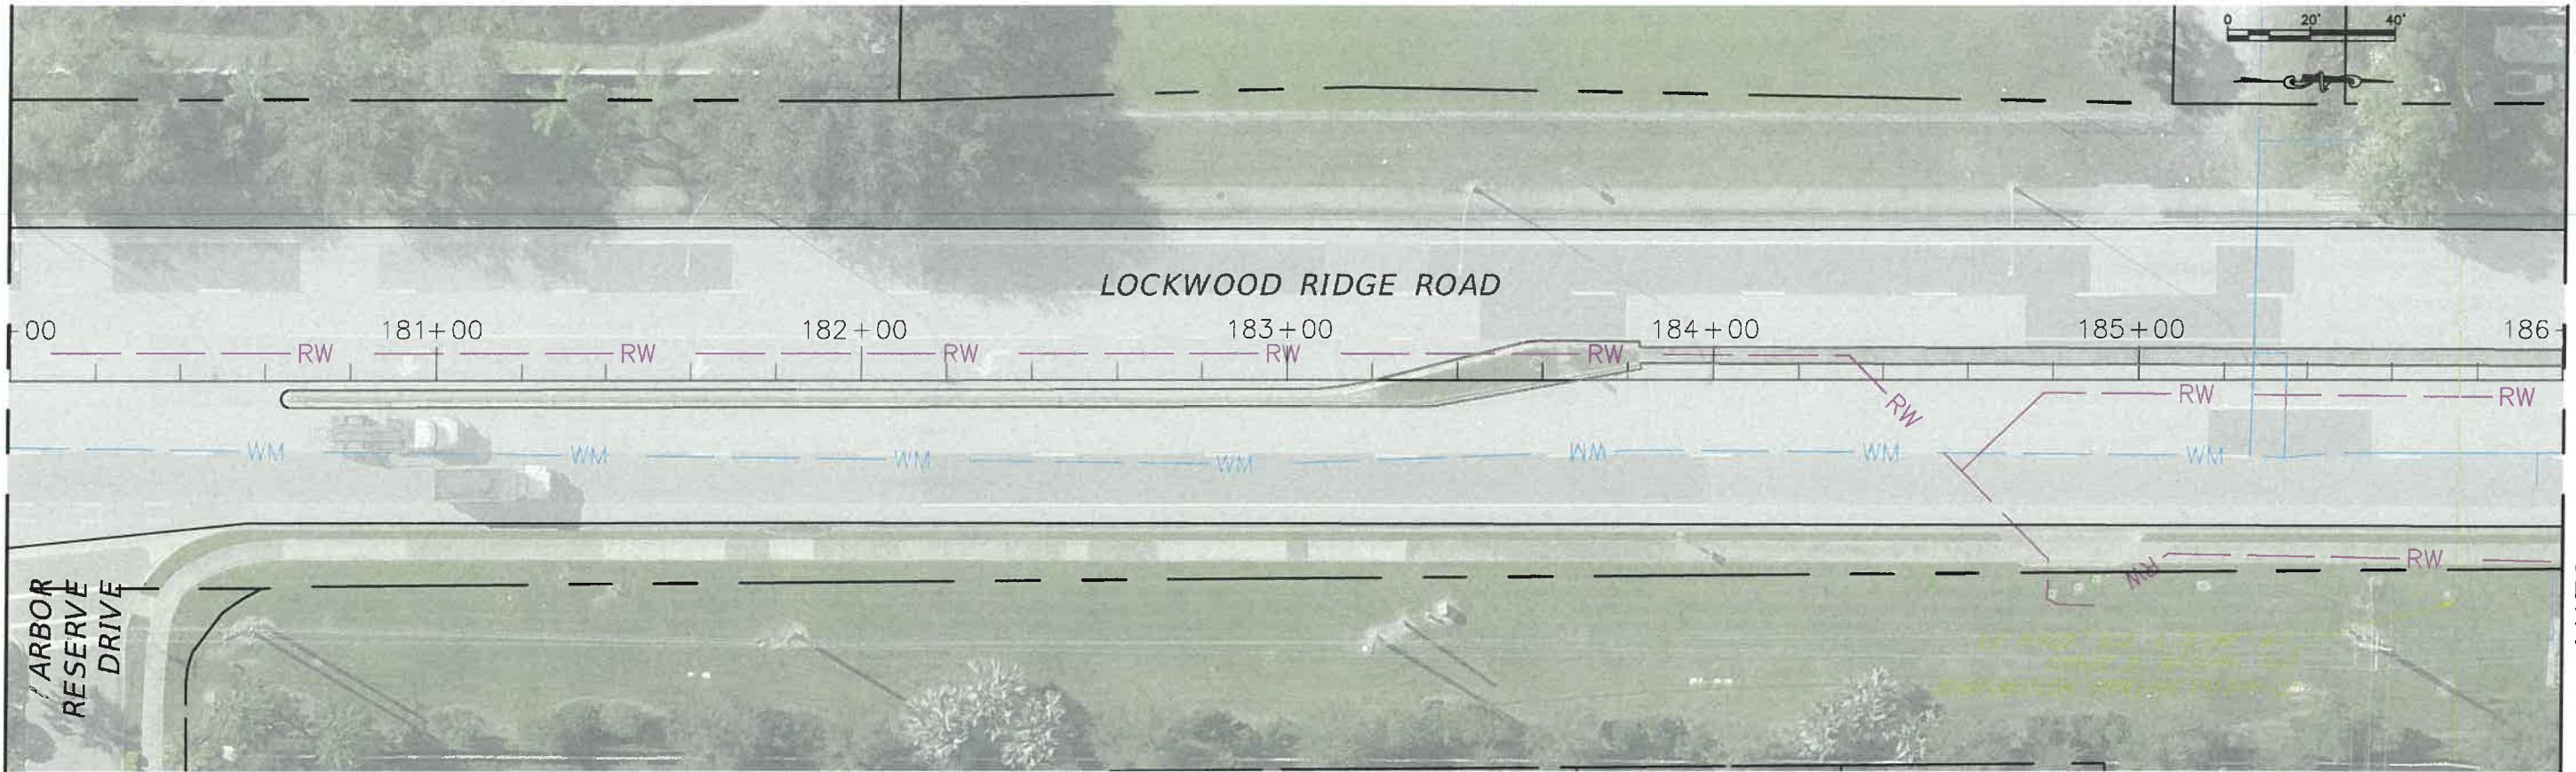 0 20' 40'
LOCKWOOD RIDGE ROAD
+00 181+00 182+00 183+00 184+00 185+00 186+
RW RW RW RW RW
RW RW RW
WM WM WM WM WM WM WM
RW RW
ARBOR
RESERVE
DRIVE